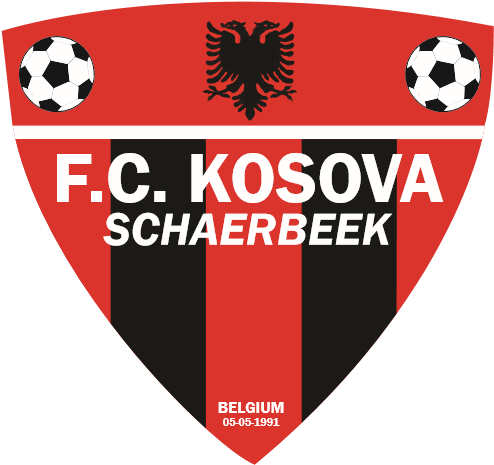 F.C. KOSOVA
SCHAERBEEK
BELGIUM
05-05-1991